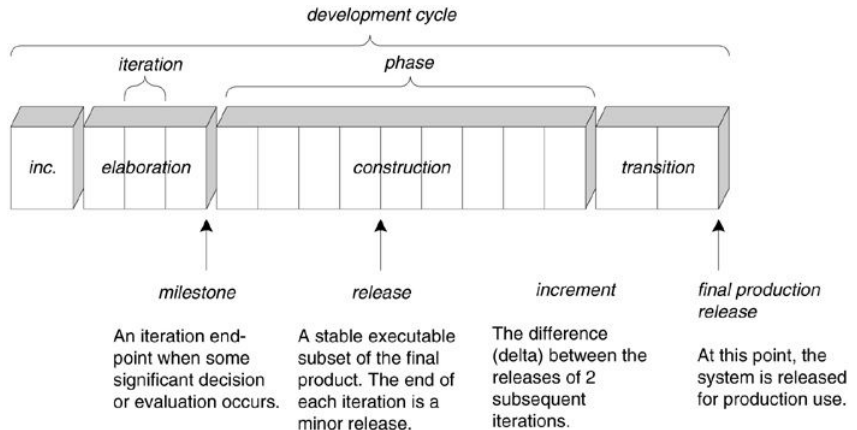 development cycle
iteration
phase
inc.
elaboration
construction
transition
milestone
An iteration end-
point when some
significant decision
or evaluation occurs.
release
A stable executable
subset of the final
product. The end of
each iteration is a
minor release.
increment
The difference
(delta) between the
releases of 2
subsequent
iterations.
final production
release
At this point, the
system is released
for production use.